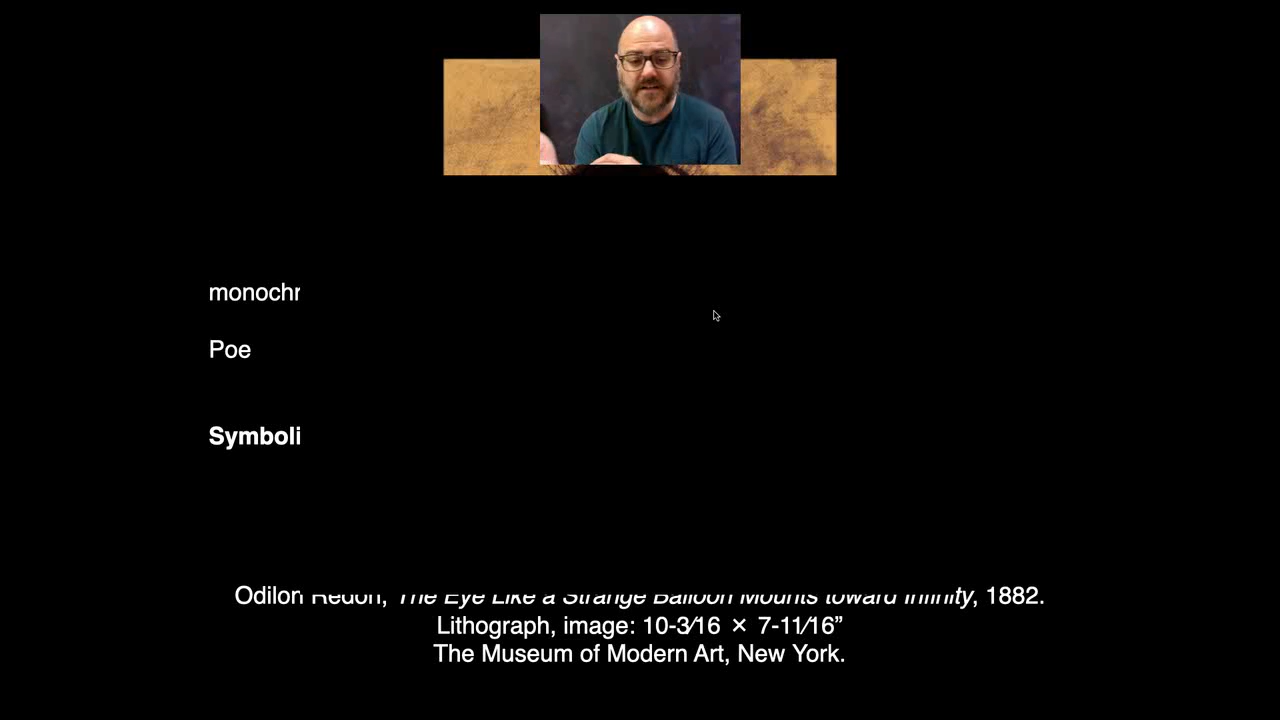 monochr
Poe
Symboli
Odilon Redon, The Eye Like a Strange Balloon Mounts toward Infinity, 1882.
Lithograph, image: 10-3⁄16 × 7-11⁄16”
The Museum of Modern Art, New York.